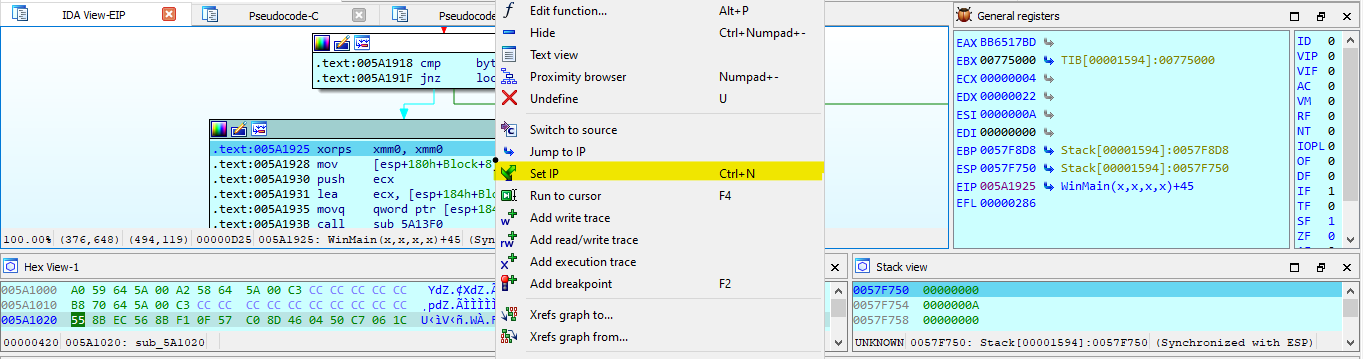 IDA View-EIP
Pseudocode-C
Pseudocode
.text:005A1918 cmp byt
.text:005A191F jnz loc
.text:005A1925 xorps xmm0, xmm0
.text:005A1928 mov [esp+180h+Block+8
.text:005A1930 push ecx
.text:005A1931 lea ecx, [esp+184h+Blo
.text:005A1935 movq qword ptr [esp+184
.text:005A193B call sub_5A13F0
100.00% (376,648) (494,119) 00000D25 005A1925: WinMain(x,x,x,x)+45 (Syn
Edit function... Alt+P
Hide Ctrl+Numpad+-
Text view
Proximity browser Numpad+-
Undefine U
Switch to source
Jump to IP
Set IP Ctrl+N
Run to cursor F4
Add write trace
Add read/write trace
Add execution trace
Add breakpoint F2
Xrefs graph to...
Xrefs graph from...
General registers
EAX BB6517BD
EBX 00775000 TIB[00001594]:00775000
ECX 00000004
EDX 00000022
ESI 0000000A
EDI 00000000
EBP 0057F8D8 Stack[00001594]:0057F8D8
ESP 0057F750 Stack[00001594]:0057F750
EIP 005A1925 WinMain(x,x,x,x)+45
EFL 00000286
ID 0
VIP 0
VIF 0
AC 0
VM 0
RF 0
NT 0
IOPL 0
OF 0
DF 0
IF 1
TF 0
SF 1
ZF 0
Hex View-1
005A1000 A0 59 64 5A 00 A2 58 64 5A 00 C3 CC CC CC CC CC
005A1010 B8 70 64 5A 00 C3 CC CC CC CC CC CC CC CC CC CC
005A1020 55 8B EC 56 8B F1 0F 57 C0 8D 46 04 50 C7 06 1C
00000420 005A1020: sub_5A1020
Stack view
0057F750 00000000
0057F754 0000000A
0057F758 00000000
UNKNOWN 0057F750: Stack[00001594]:0057F750 (Synchronized with ESP)